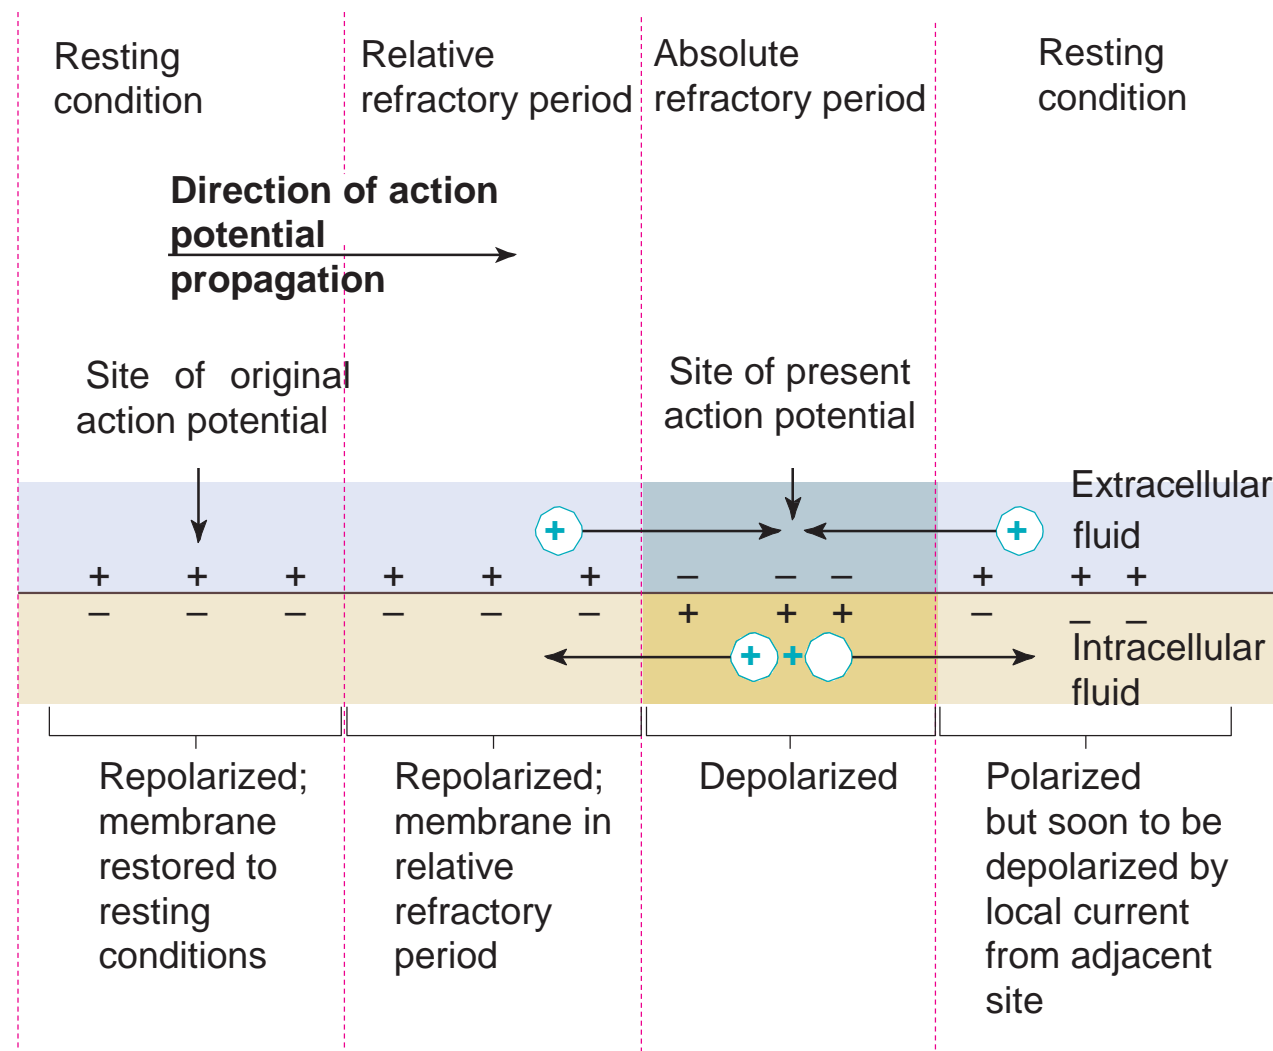 Resting
condition
Relative
refractory period
Absolute
refractory period
Resting
condition
Direction of action
potential
propagation
Site of original
action potential
Site of present
action potential
Extracellular
fluid
+ +
+ + + + + + – – – + + +
– – – – – – + + + – – –
+ +
Intracellular
fluid
Repolarized;
membrane
restored to
resting
conditions
Repolarized;
membrane in
relative
refractory
period
Depolarized
Polarized
but soon to be
depolarized by
local current
from adjacent
site